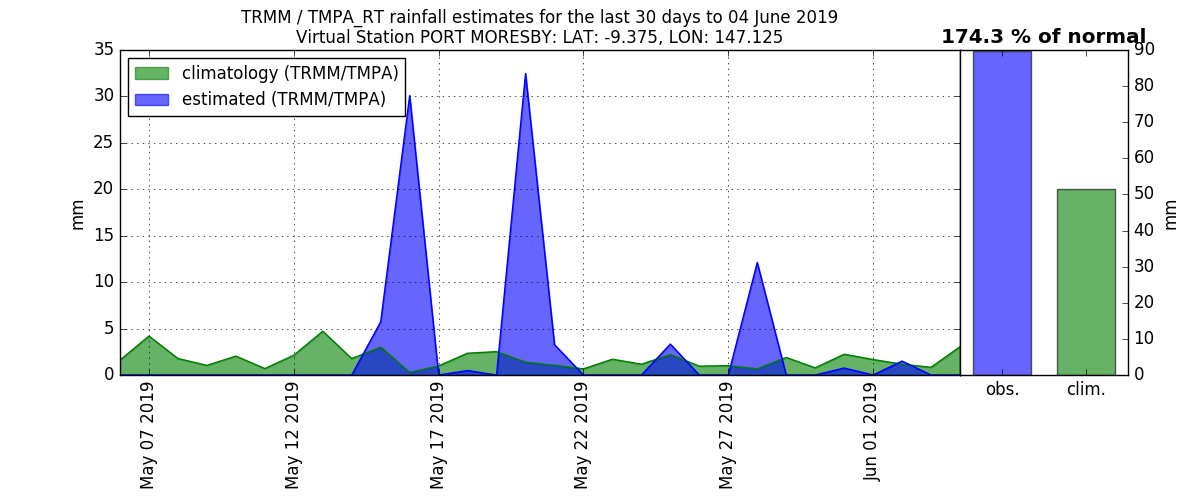 TRMM / TMPA_RT rainfall estimates for the last 30 days to 04 June 2019
Virtual Station PORT MORESBY: LAT: -9.375, LON: 147.125
174.3 % of normal
climatology (TRMM/TMPA)
estimated (TRMM/TMPA)
35
30
25
20
15
10
5
0
mm
May 07 2019
May 12 2019
May 17 2019
May 22 2019
May 27 2019
Jun 01 2019
90
80
70
60
50
40
30
20
10
0
mm
obs.
clim.